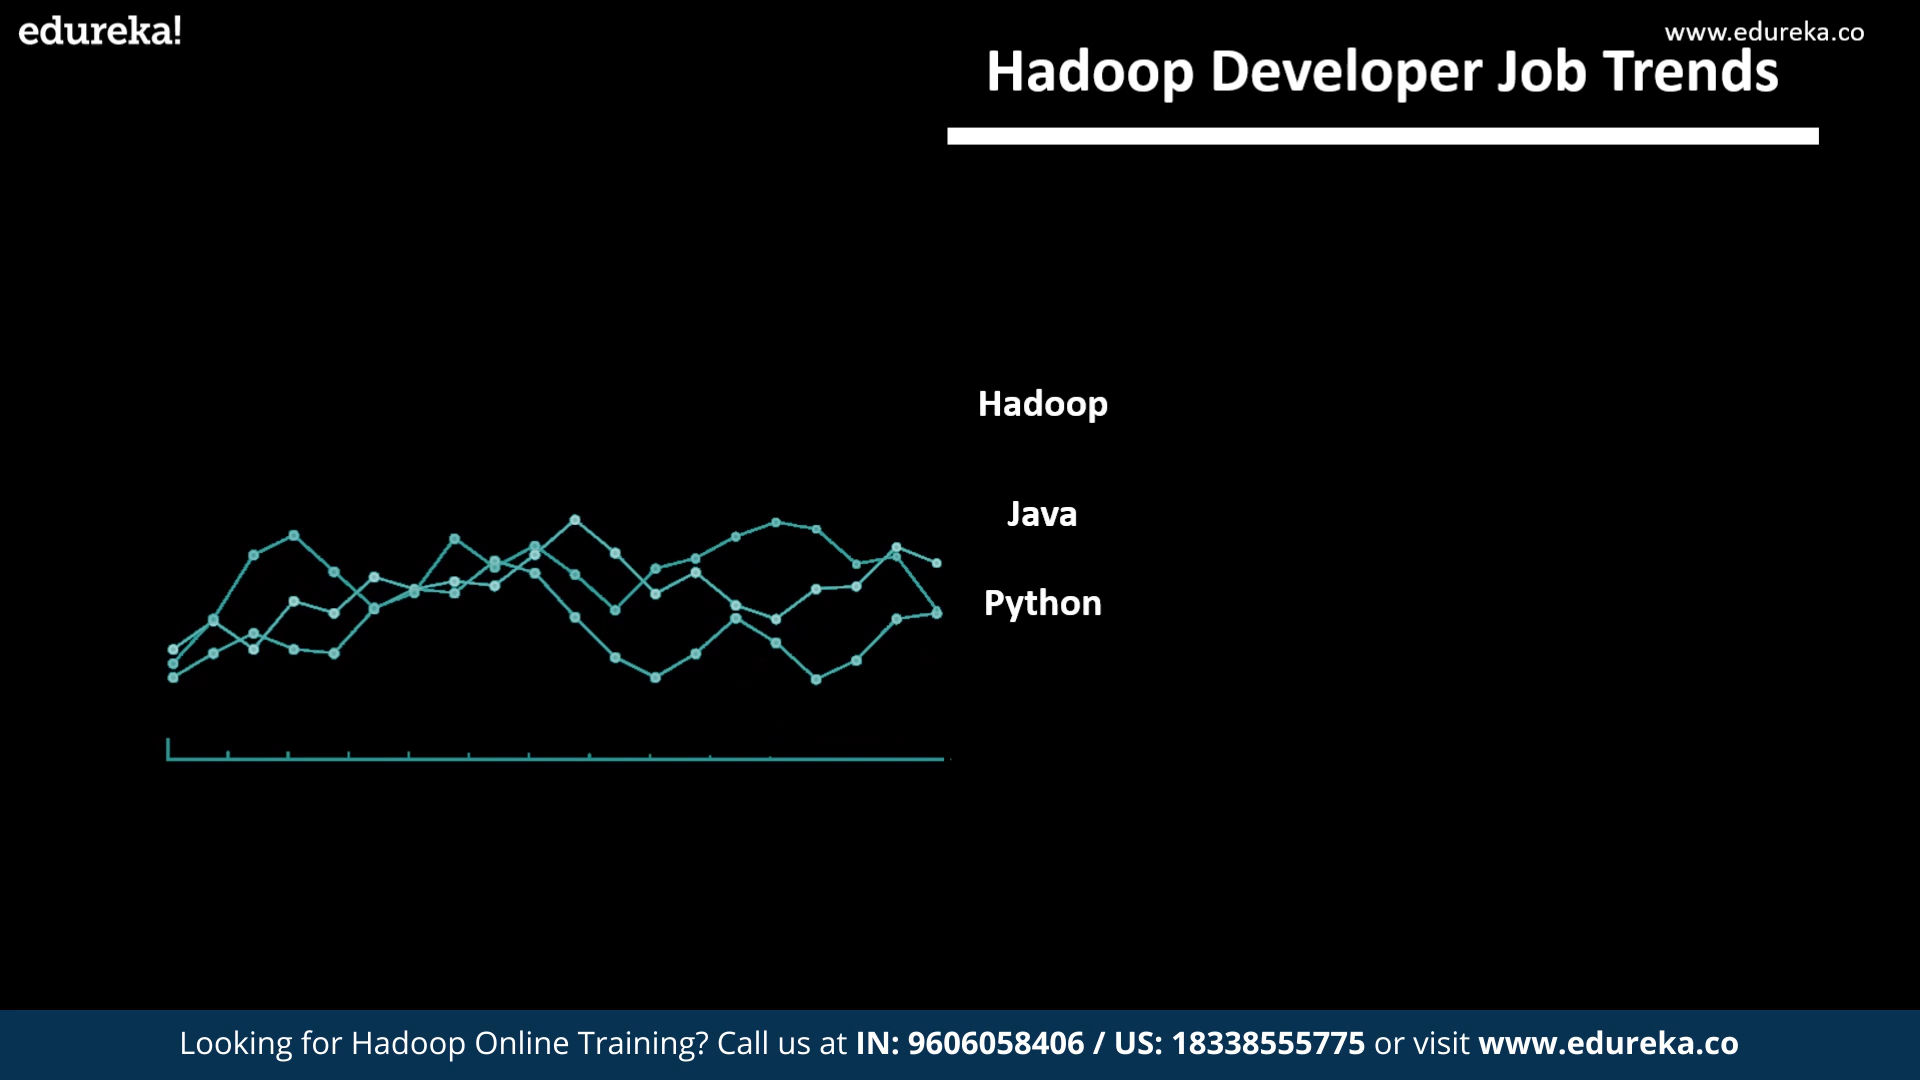 edureka!
www.edureka.co
Hadoop Developer Job Trends
Hadoop
Java
Python
Looking for Hadoop Online Training? Call us at IN: 9606058406 / US: 18338555775 or visit www.edureka.co